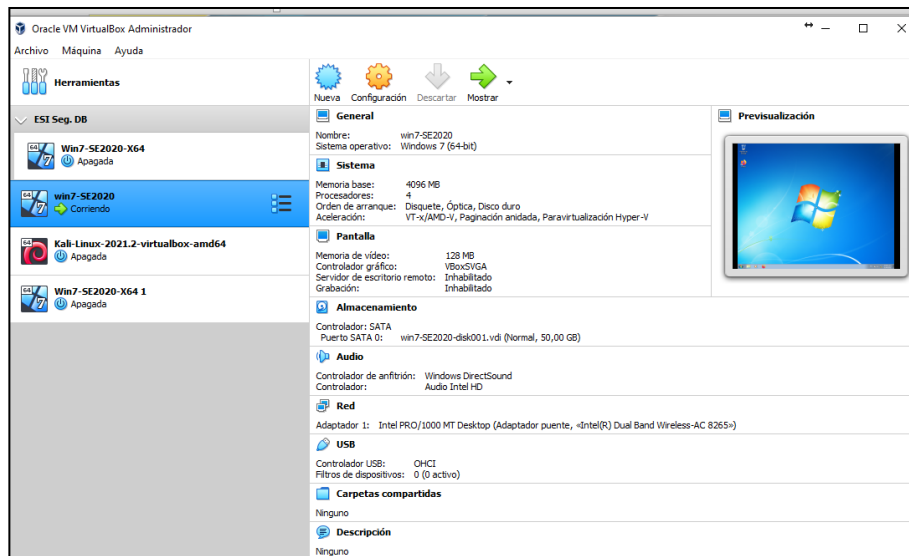 Oracle VM VirtualBox Administrador
Archivo Máquina Ayuda
Herramientas
Nueva Configuración Descartar Mostrar
ESI Seg. DB
Win7-SE2020-X64
Apagada
win7-SE2020
Corriendo
Kali-Linux-2021.2-virtualbox-amd64
Apagada
Win7-SE2020-X64 1
Apagada
General
Nombre: win7-SE2020
Sistema operativo: Windows 7 (64-bit)
Sistema
Memoria base: 4096 MB
Procesadores: 4
Orden de arranque: Disquete, Óptica, Disco duro
Aceleración: VT-x/AMD-V, Paginación anidada, Paravirtualización Hyper-V
Pantalla
Memoria de vídeo: 128 MB
Controlador gráfico: VBoxSVGA
Servidor de escritorio remoto: Inhabilitado
Grabación: Inhabilitado
Almacenamiento
Controlador: SATA
Puerto SATA 0: win7-SE2020-disk001.vdi (Normal, 50,00 GB)
Audio
Controlador de anfitrión: Windows DirectSound
Controlador: Audio Intel HD
Red
Adaptador 1: Intel PRO/1000 MT Desktop (Adaptador puente, «Intel(R) Dual Band Wireless-AC 8265»)
USB
Controlador USB: OHCI
Filtros de dispositivos: 0 (0 activo)
Carpetas compartidas
Ninguno
Descripción
Ninguno
Previsualización
64
7
64
7
64
64
7